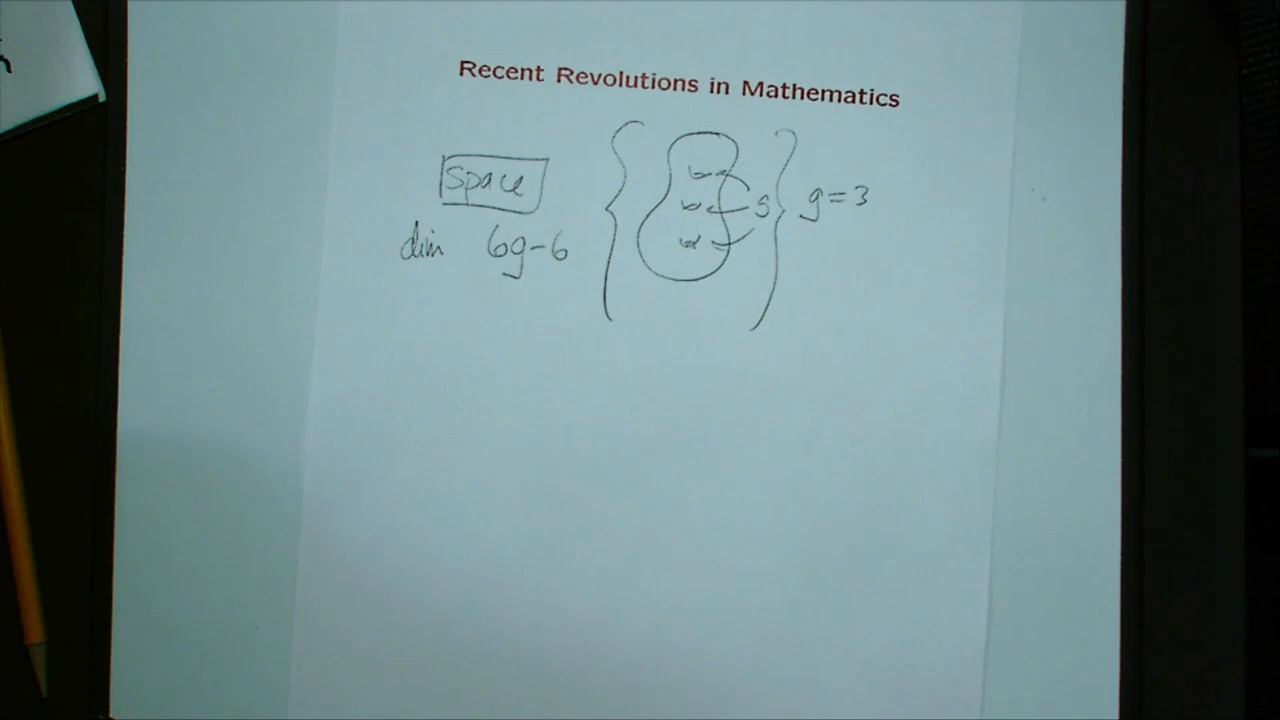 Recent Revolutions in Mathematics
space
dim 6g-6
g
g=3